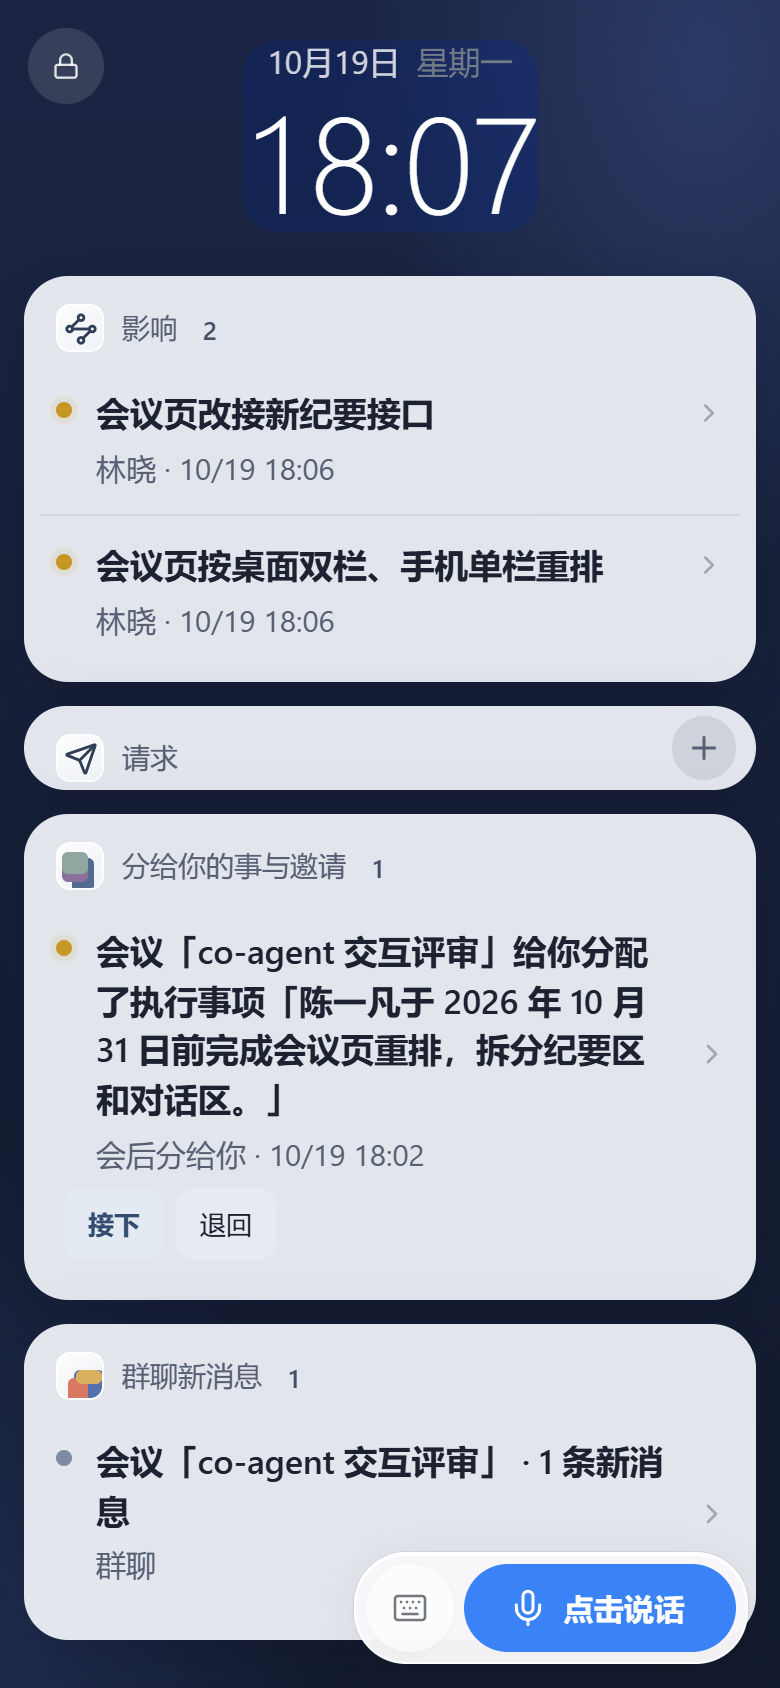 10月19日 星期一
18:07
影响 2
会议页改接新纪要接口
林晓 · 10/19 18:06
会议页按桌面双栏、手机单栏重排
林晓 · 10/19 18:06
请求
分给你的事与邀请 1
会议「co-agent 交互评审」给你分配
了执行事项「陈一凡于 2026 年 10 月
31 日前完成会议页重排，拆分纪要区
和对话区。」
会后分给你 · 10/19 18:02
接下 退回
群聊新消息 1
会议「co-agent 交互评审」 · 1 条新消
息
群聊
点击说话